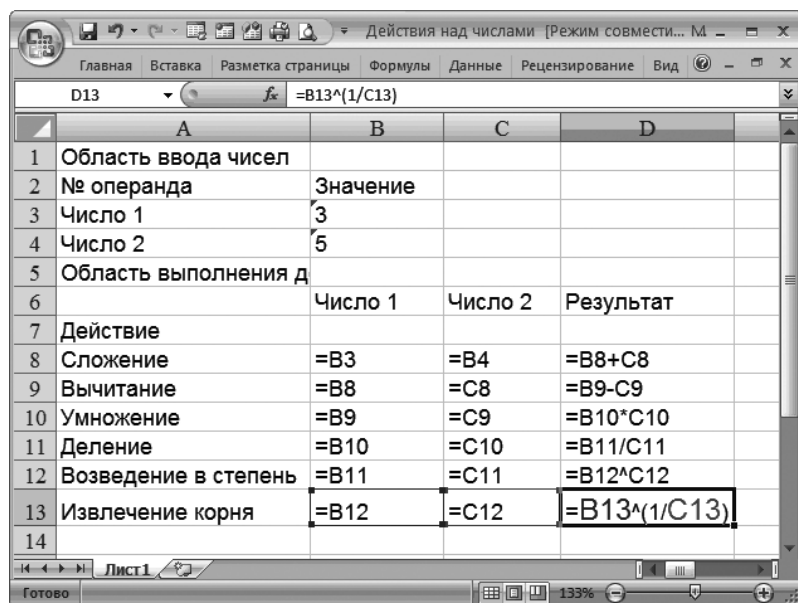 Действия над числами [Режим совмести... М
Главная Вставка Разметка страницы Формулы Данные Рецензирование Вид
D13 fx =B13^(1/C13)
A B C D
1 Область ввода чисел
2 № операнда Значение
3 Число 1 3
4 Число 2 5
5 Область выполнения д
6 Число 1 Число 2 Результат
7 Действие
8 Сложение =B3 =B4 =B8+C8
9 Вычитание =B8 =C8 =B9-C9
10 Умножение =B9 =C9 =B10*C10
11 Деление =B10 =C10 =B11/C11
12 Возведение в степень =B11 =C11 =B12^C12
13 Извлечение корня =B12 =C12 =B13^(1/C13)
14
Лист1
Готово 133%